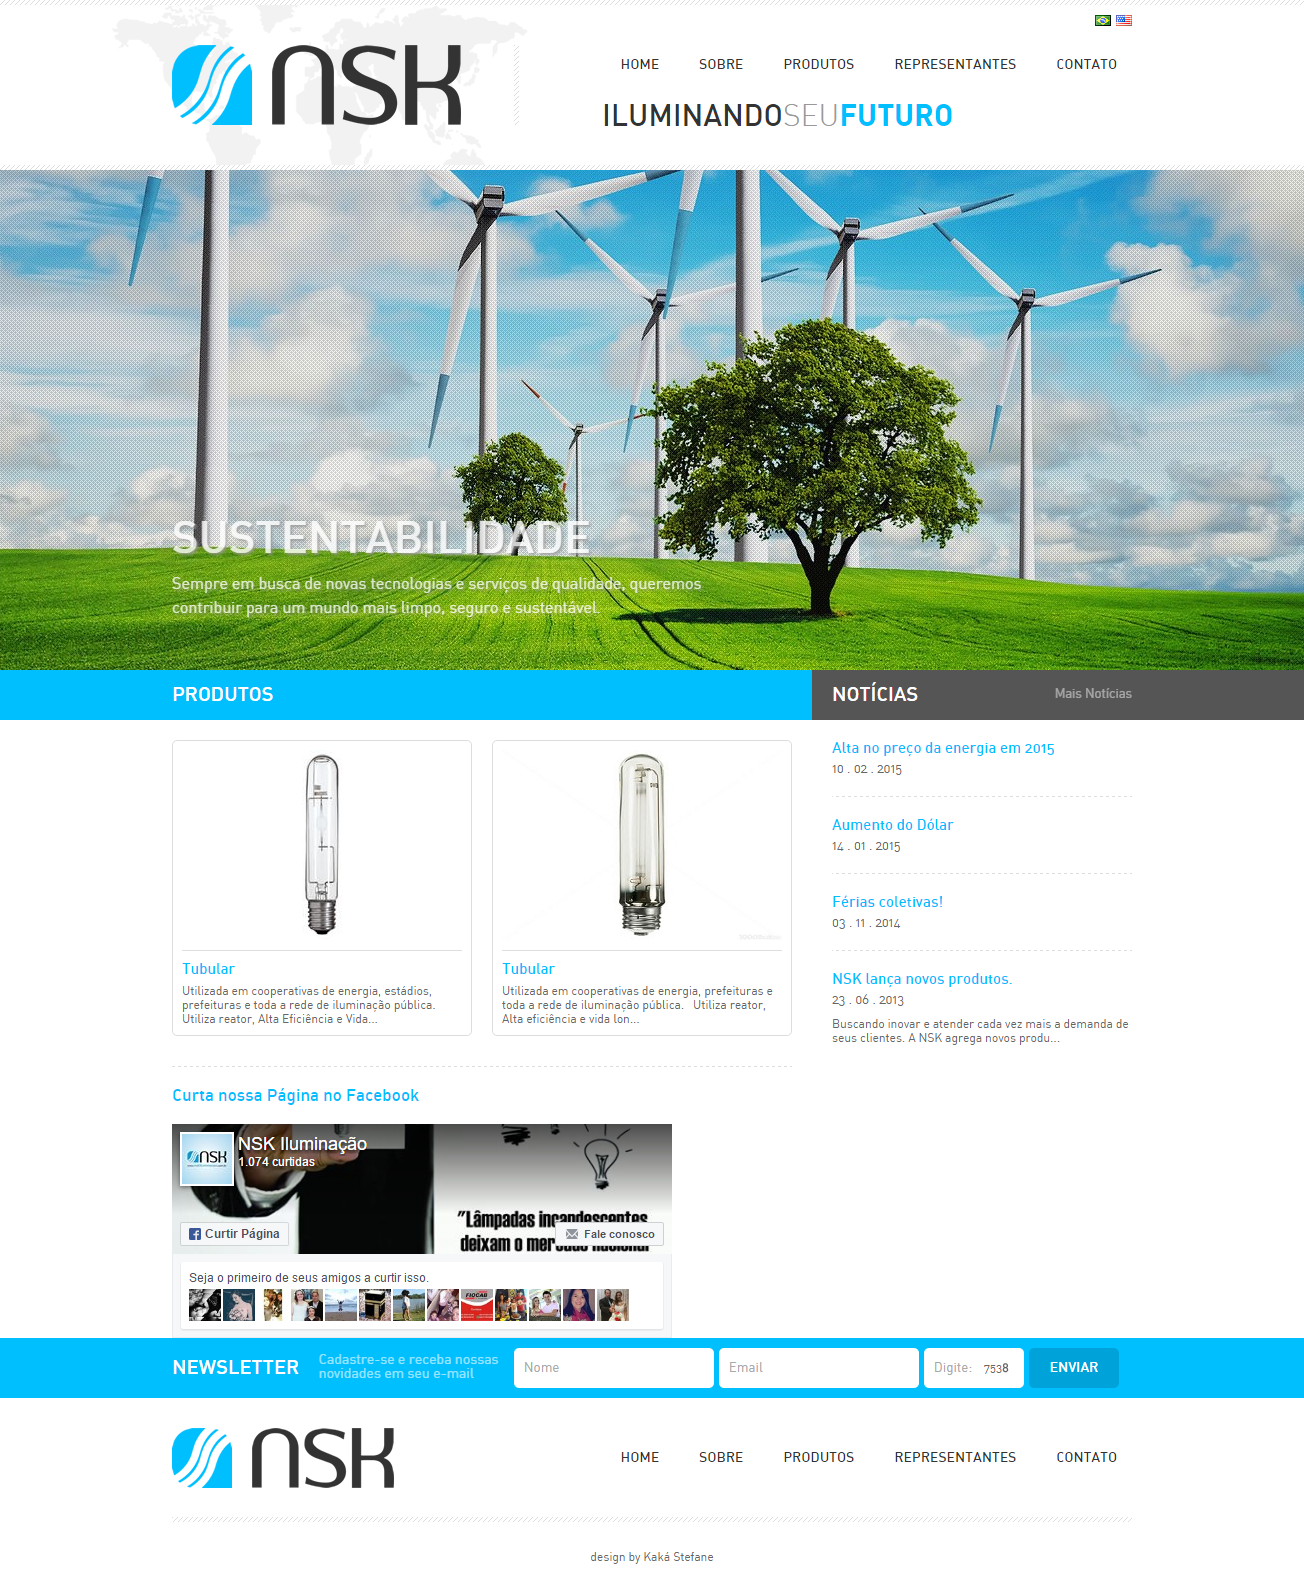 nsk
HOME SOBRE PRODUTOS REPRESENTANTES CONTATO
ILUMINANDOSEUFUTURO
SUSTENTABILIDADE
Sempre em busca de novas tecnologias e serviços de qualidade, queremos
contribuir para um mundo mais limpo, seguro e sustentável.
PRODUTOS
NOTÍCIAS
Mais Notícias
Tubular
Utilizada em cooperativas de energia, estádios,
prefeituras e toda a rede de iluminação pública.
Utiliza reator, Alta Eficiência e Vida...
Tubular
Utilizada em cooperativas de energia, prefeituras e
toda a rede de iluminação pública. Utiliza reator,
Alta eficiência e vida lon...
Alta no preço da energia em 2015
10 . 02 . 2015
Aumento do Dólar
14 . 01 . 2015
Férias coletivas!
03 . 11 . 2014
NSK lança novos produtos.
23 . 06 . 2013
Buscando inovar e atender cada vez mais a demanda de
seus clientes. A NSK agrega novos produ...
Curta nossa Página no Facebook
nsk
NSK Iluminação
1.074 curtidas
"Lâmpadas incandescentes
deixam o mercado nacional
Curtir Página
Fale conosco
Seja o primeiro de seus amigos a curtir isso.
FIOCAB
NEWSLETTER
Cadastre-se e receba nossas
novidades em seu e-mail
Nome
Email
Digite: 7538
ENVIAR
nsk
HOME SOBRE PRODUTOS REPRESENTANTES CONTATO
design by Kaká Stefane